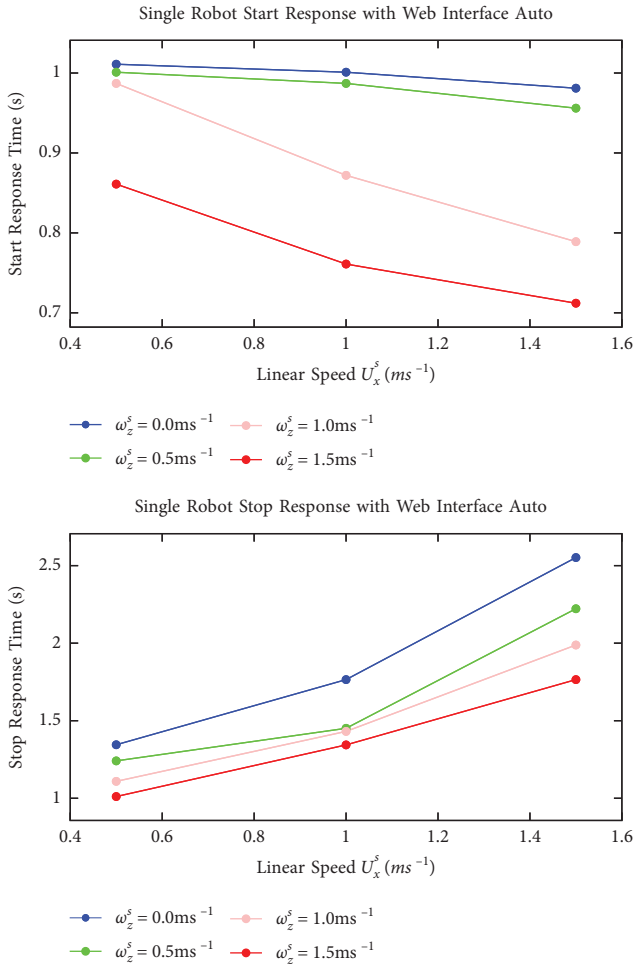 Single Robot Start Response with Web Interface Auto
Start Response Time (s)
1
0.9
0.8
0.7
0.4 0.6 0.8 1 1.2 1.4 1.6
Linear Speed U_x^s (ms⁻¹)
ω_z^s = 0.0ms⁻¹ ω_z^s = 1.0ms⁻¹
ω_z^s = 0.5ms⁻¹ ω_z^s = 1.5ms⁻¹
Single Robot Stop Response with Web Interface Auto
Stop Response Time (s)
2.5
2
1.5
1
0.4 0.6 0.8 1 1.2 1.4 1.6
Linear Speed U_x^s (ms⁻¹)
ω_z^s = 0.0ms⁻¹ ω_z^s = 1.0ms⁻¹
ω_z^s = 0.5ms⁻¹ ω_z^s = 1.5ms⁻¹